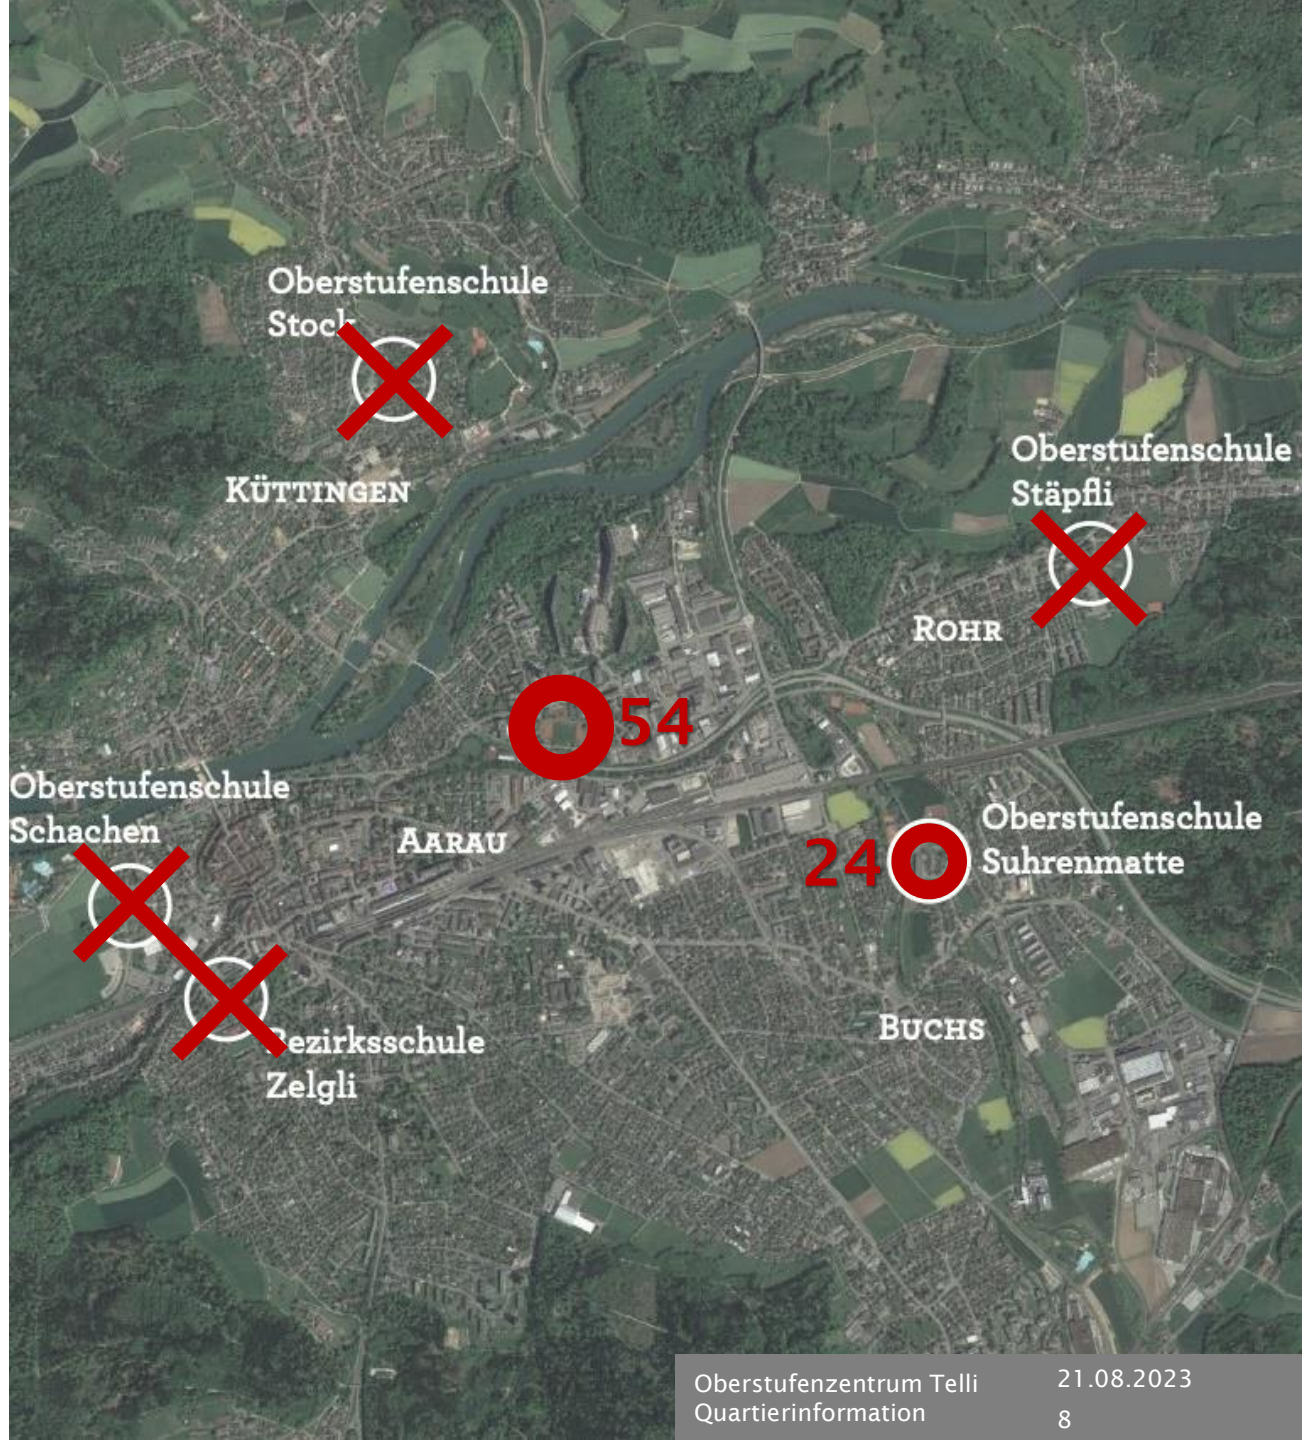 Oberstufenschule
Stock
Küttingen
Oberstufenschule
Stäpfli
Rohr
54
Oberstufenschule
Schachen
Aarau
24
Oberstufenschule
Suhrenmatte
Buchs
Bezirksschule
Zelgli
Oberstufenzentrum Telli
Quartierinformation
21.08.2023
8